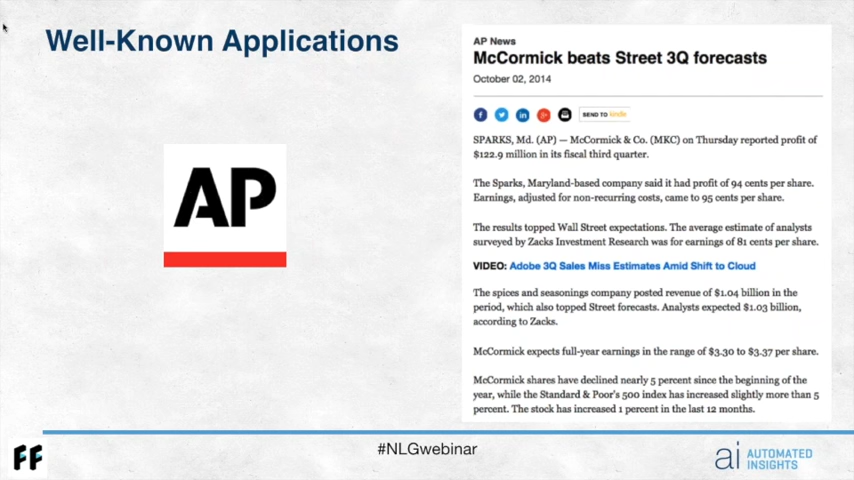 Well-Known Applications
AP
AP News
McCormick beats Street 3Q forecasts
October 02, 2014
SEND TO kindle
SPARKS, Md. (AP) — McCormick & Co. (MKC) on Thursday reported profit of
$122.9 million in its fiscal third quarter.
The Sparks, Maryland-based company said it had profit of 94 cents per share.
Earnings, adjusted for non-recurring costs, came to 95 cents per share.
The results topped Wall Street expectations. The average estimate of analysts
surveyed by Zacks Investment Research was for earnings of 81 cents per share.
VIDEO: Adobe 3Q Sales Miss Estimates Amid Shift to Cloud
The spices and seasonings company posted revenue of $1.04 billion in the
period, which also topped Street forecasts. Analysts expected $1.03 billion,
according to Zacks.
McCormick expects full-year earnings in the range of $3.30 to $3.37 per share.
McCormick shares have declined nearly 5 percent since the beginning of the
year, while the Standard & Poor's 500 index has increased slightly more than 5
percent. The stock has increased 1 percent in the last 12 months.
FF
#NLGwebinar
ai AUTOMATED
INSIGHTS